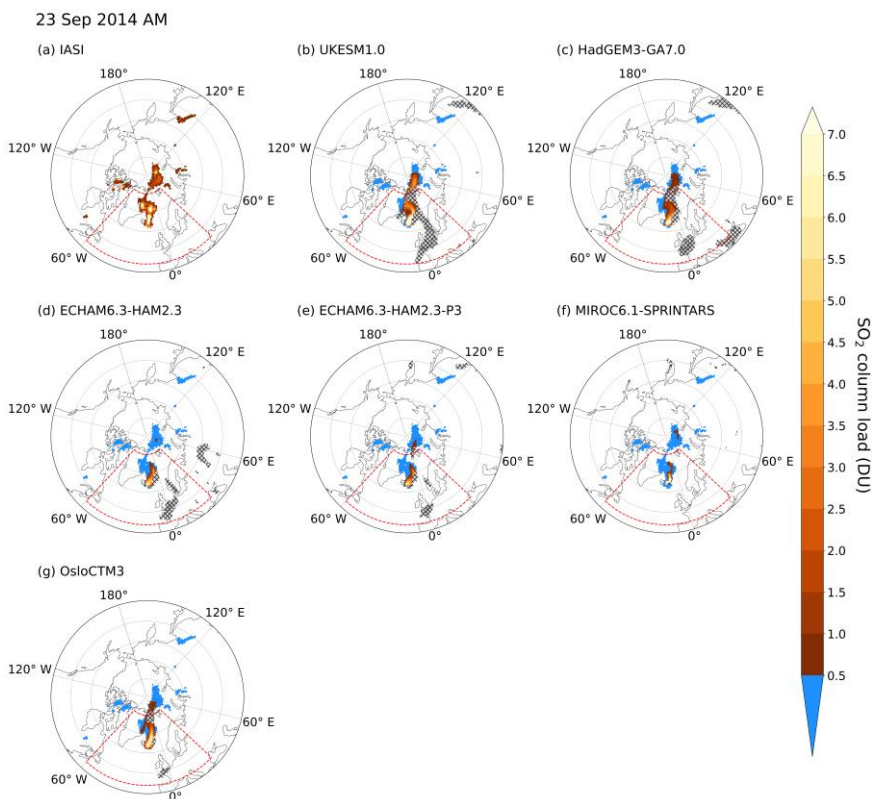 23 Sep 2014 AM
(a) IASI
(b) UKESM1.0
(c) HadGEM3-GA7.0
180°
120° E
180°
120° E
180°
120° E
120° W
60° E
120° W
60° E
120° W
60° E
60° W
0°
60° W
0°
60° W
0°
(d) ECHAM6.3-HAM2.3
(e) ECHAM6.3-HAM2.3-P3
(f) MIROC6.1-SPRINTARS
180°
120° E
180°
120° E
180°
120° E
120° W
60° E
120° W
60° E
120° W
60° E
60° W
0°
60° W
0°
60° W
0°
(g) OsloCTM3
180°
120° E
120° W
60° E
60° W
0°
7.0
6.5
6.0
5.5
5.0
4.5
4.0
3.5
3.0
2.5
2.0
1.5
1.0
0.5
SO₂ column load (DU)